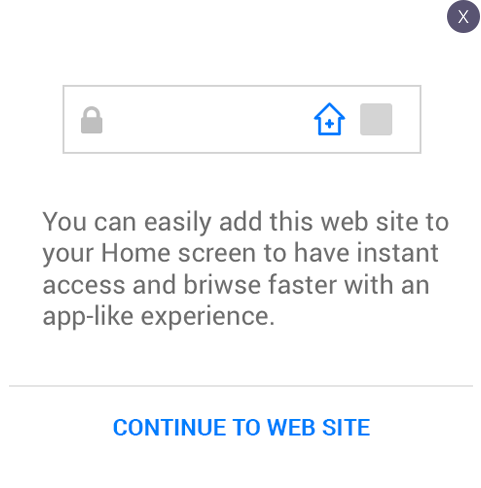 X
You can easily add this web site to
your Home screen to have instant
access and briwse faster with an
app-like experience.
CONTINUE TO WEB SITE